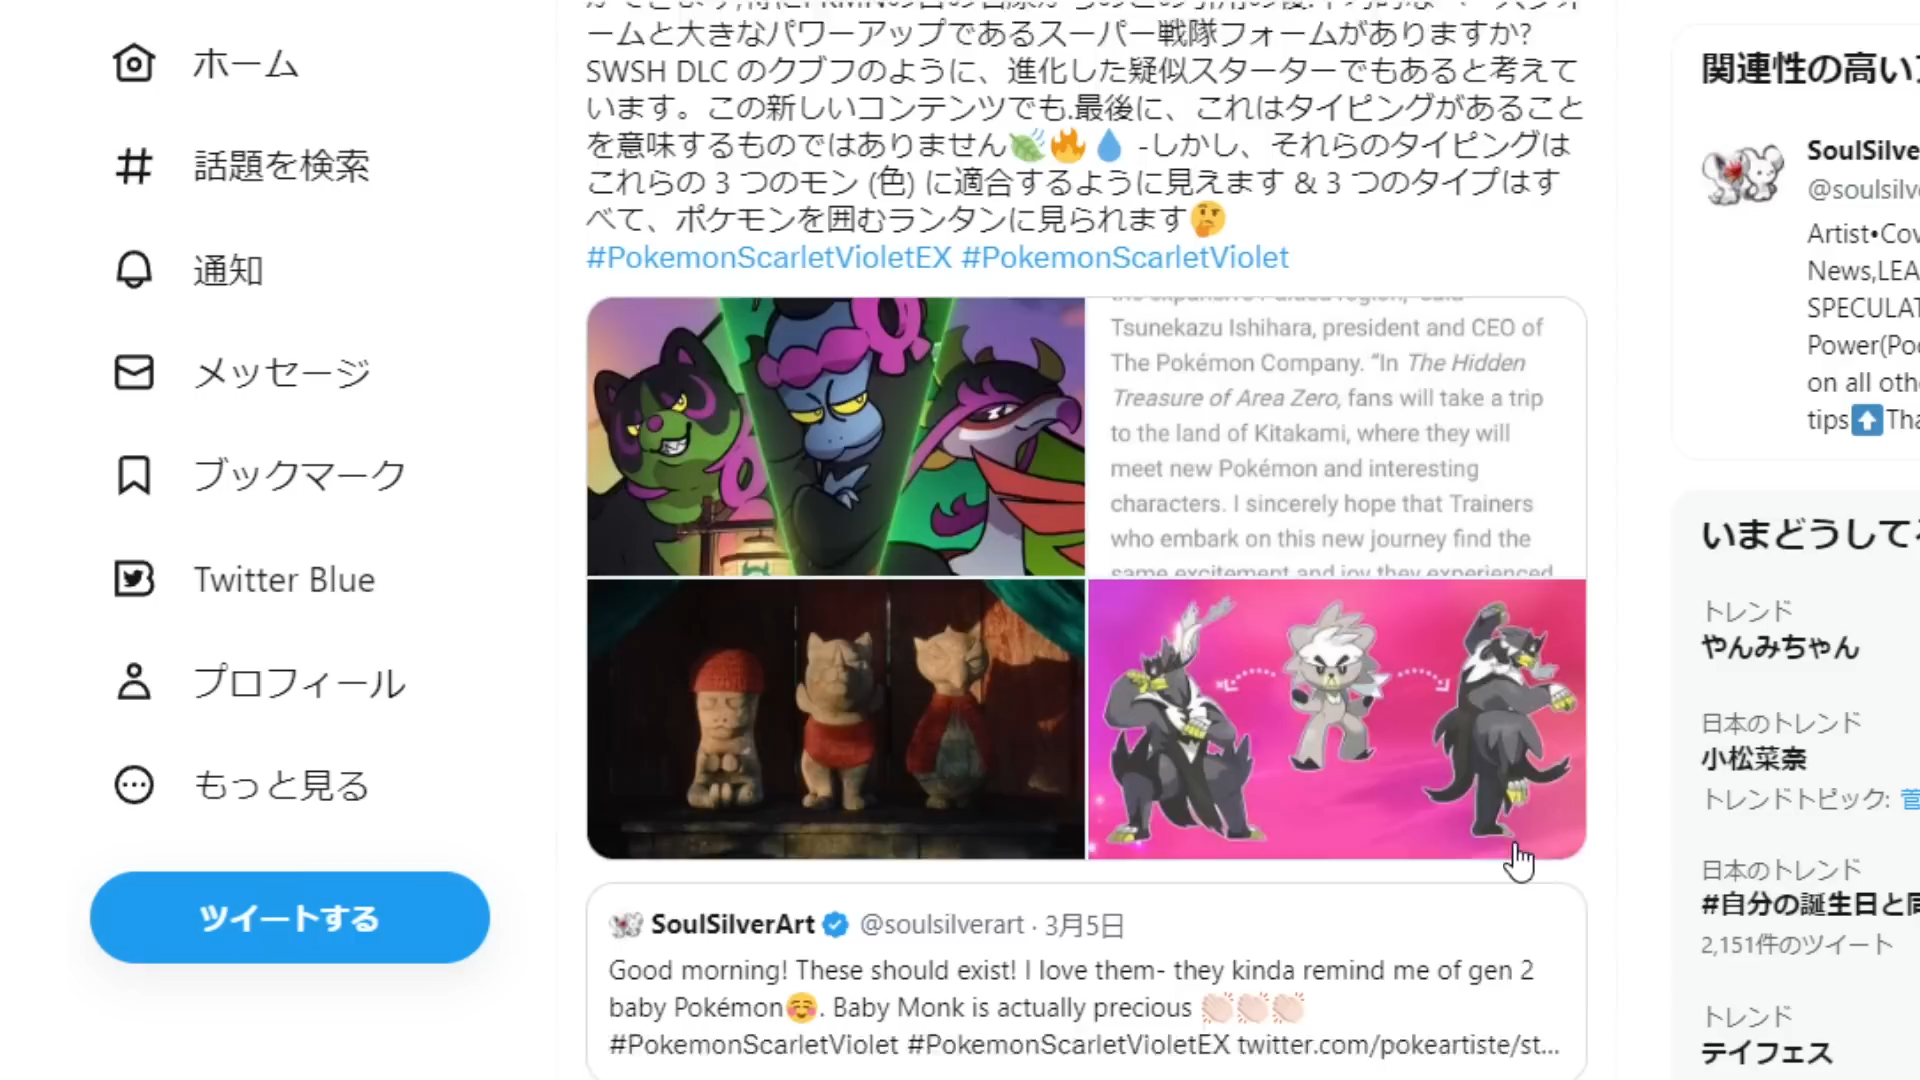 ホーム
話題を検索
通知
メッセージ
ブックマーク
Twitter Blue
プロフィール
もっと見る
ツイートする
ームと大きなパワーアップであるスーパー戦隊フォームがありますか?
SWSH DLC のクブフのように、進化した疑似スターターでもあると考えて
います。この新しいコンテンツでも.最後に、これはタイピングがあること
を意味するものではありません🍃🔥💧 -しかし、それらのタイピングは
これらの 3 つのモン (色) に適合するように見えます & 3 つのタイプはす
べて、ポケモンを囲むランタンに見られます🤔
#PokemonScarletVioletEX #PokemonScarletViolet
the expansive Paldea region," said
Tsunekazu Ishihara, president and CEO of
The Pokémon Company. “In The Hidden
Treasure of Area Zero, fans will take a trip
to the land of Kitakami, where they will
meet new Pokémon and interesting
characters. I sincerely hope that Trainers
who embark on this new journey find the
same excitement and joy they experienced
SoulSilverArt @soulsilverart · 3月5日
Good morning! These should exist! I love them- they kinda remind me of gen 2
baby Pokémon☺️. Baby Monk is actually precious 👏🏻👏🏻👏🏻
#PokemonScarletViolet #PokemonScarletVioletEX twitter.com/pokeartiste/st...
関連性の高い
SoulSilve
@soulsilv
Artist•Cov
News,LEA
SPECULAT
Power(Po
on all oth
tips⬆️Tha
いまどうして
トレンド
やんみちゃん
日本のトレンド
小松菜奈
トレンドトピック: 菅
日本のトレンド
#自分の誕生日と同
2,151件のツイート
トレンド
テイフェス